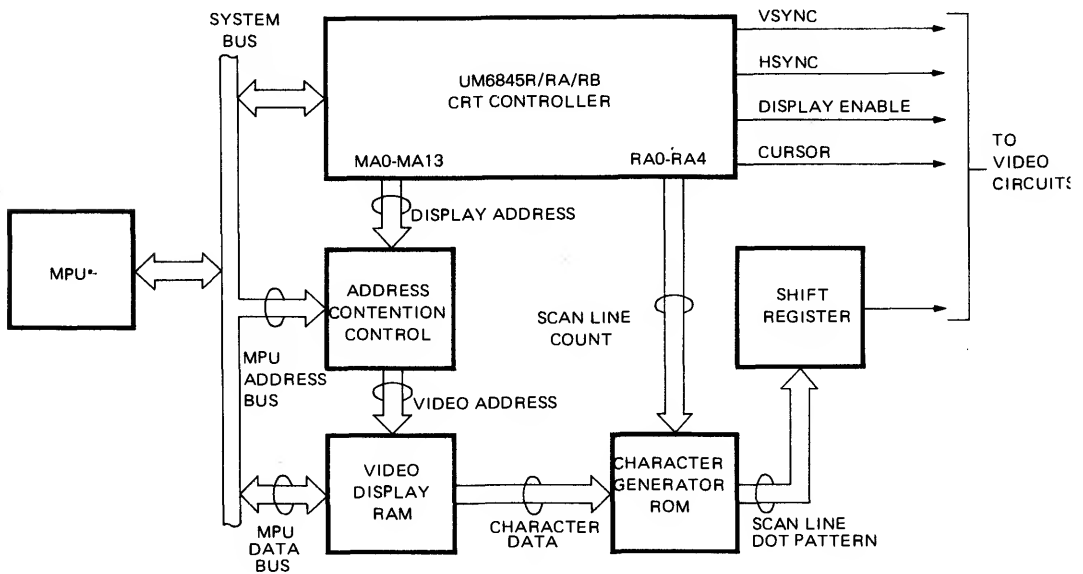 SYSTEM
BUS
UM6845R/RA/RB
CRT CONTROLLER
MA0-MA13
RA0-RA4
VSYNC
HSYNC
DISPLAY ENABLE
CURSOR
TO
VIDEO
CIRCUITS
DISPLAY ADDRESS
MPU
ADDRESS
CONTENTION
CONTROL
SCAN LINE
COUNT
SHIFT
REGISTER
MPU
ADDRESS
BUS
VIDEO ADDRESS
VIDEO
DISPLAY
RAM
CHARACTER
GENERATOR
ROM
MPU
DATA
BUS
CHARACTER
DATA
SCAN LINE
DOT PATTERN